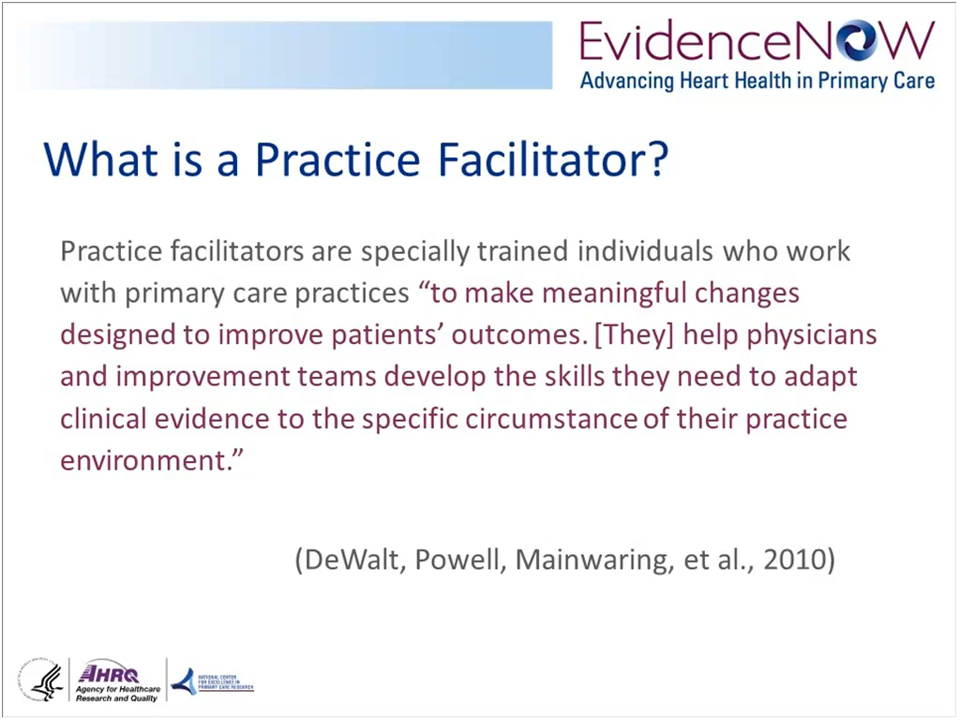 EvidenceNOW
Advancing Heart Health in Primary Care
What is a Practice Facilitator?
Practice facilitators are specially trained individuals who work
with primary care practices “to make meaningful changes
designed to improve patients’ outcomes. [They] help physicians
and improvement teams develop the skills they need to adapt
clinical evidence to the specific circumstance of their practice
environment.”
(DeWalt, Powell, Mainwaring, et al., 2010)
AHRQ
Agency for Healthcare
Research and Quality
NATIONAL CENTER
FOR EXCELLENCE IN
PRIMARY CARE RESEARCH